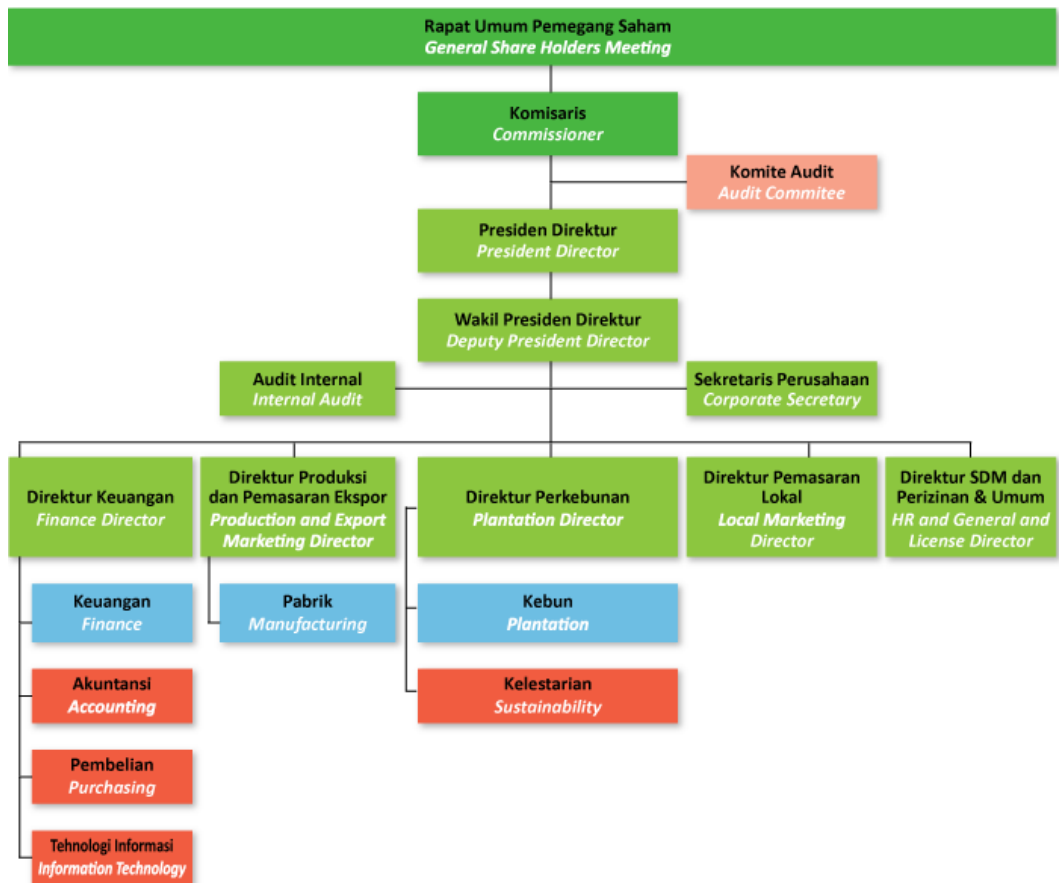 Rapat Umum Pemegang Saham
General Share Holders Meeting
Komisaris
Commissioner
Komite Audit
Audit Commitee
Presiden Direktur
President Director
Wakil Presiden Direktur
Deputy President Director
Audit Internal
Internal Audit
Sekretaris Perusahaan
Corporate Secretary
Direktur Keuangan
Finance Director
Direktur Produksi
dan Pemasaran Ekspor
Production and Export
Marketing Director
Direktur Perkebunan
Plantation Director
Direktur Pemasaran
Lokal
Local Marketing
Director
Direktur SDM dan
Perizinan & Umum
HR and General and
License Director
Keuangan
Finance
Pabrik
Manufacturing
Kebun
Plantation
Akuntansi
Accounting
Kelestarian
Sustainability
Pembelian
Purchasing
Tehnologi Informasi
Information Technology